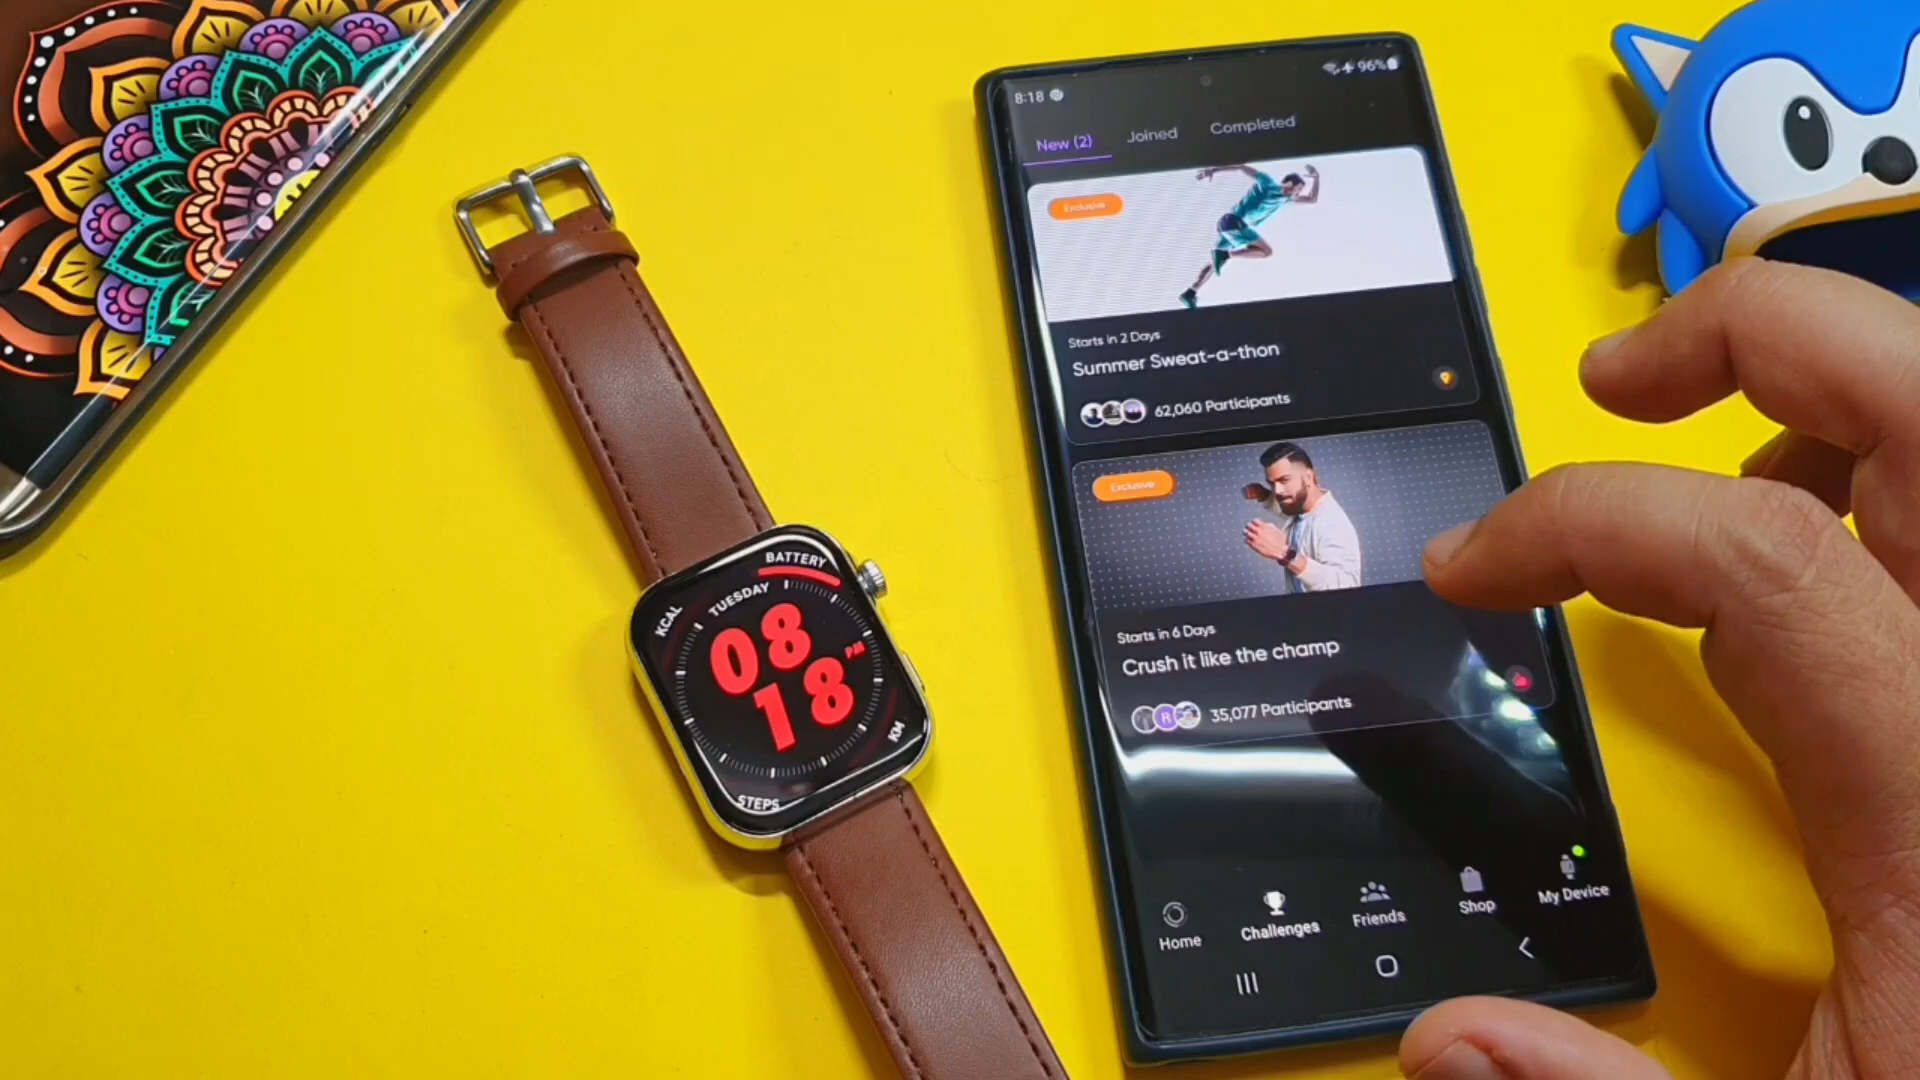 BATTERY
KCAL
TUESDAY
08
PM
18
KM
STEPS
8:18
96%
New (2)
Joined
Completed
Exclusive
Starts in 2 Days
Summer Sweat-a-thon
62,060 Participants
Exclusive
Starts in 6 Days
Crush it like the champ
R
35,077 Participants
Home
Challenges
Friends
Shop
My Device